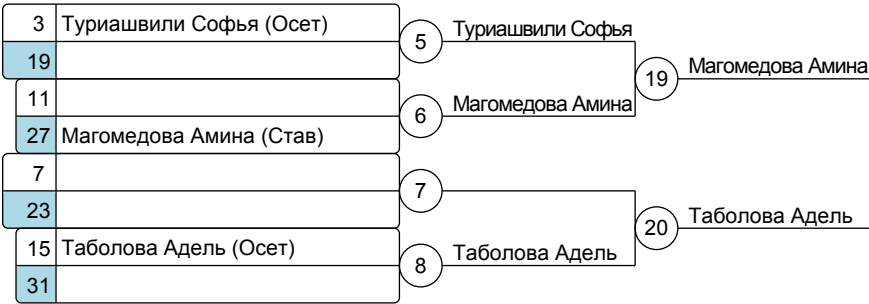 3 Туриашвили Софья (Осет)
19
5 Туриашвили Софья
19 Магомедова Амина
11
27 Магомедова Амина (Став)
6 Магомедова Амина
7
23
7
20 Таболова Адель
15 Таболова Адель (Осет)
31
8 Таболова Адель